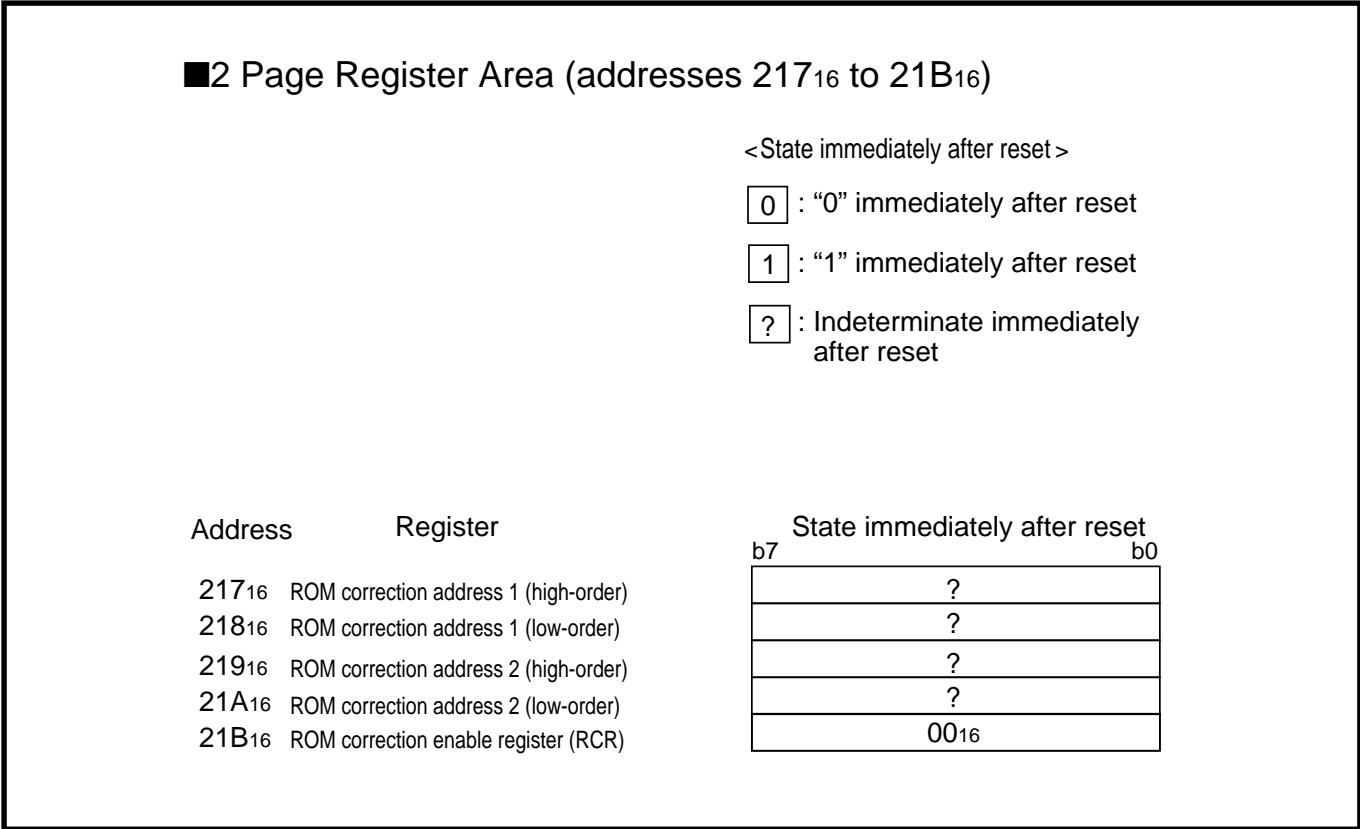 ■2 Page Register Area (addresses 21716 to 21B16)
<State immediately after reset>
0 : “0” immediately after reset
1 : “1” immediately after reset
? : Indeterminate immediately
after reset
Address Register State immediately after reset
b7 b0
21716 ROM correction address 1 (high-order) ?
21816 ROM correction address 1 (low-order) ?
21916 ROM correction address 2 (high-order) ?
21A16 ROM correction address 2 (low-order) ?
21B16 ROM correction enable register (RCR) 0016